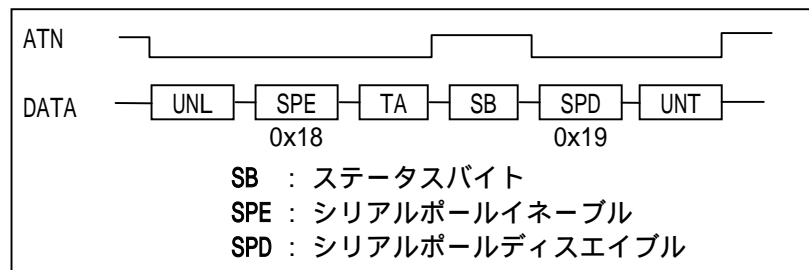 ATN
DATA UNL SPE TA SB SPD UNT
0x18 0x19
SB : ステータスバイト
SPE : シリアルポールイネーブル
SPD : シリアルポールディスエイブル